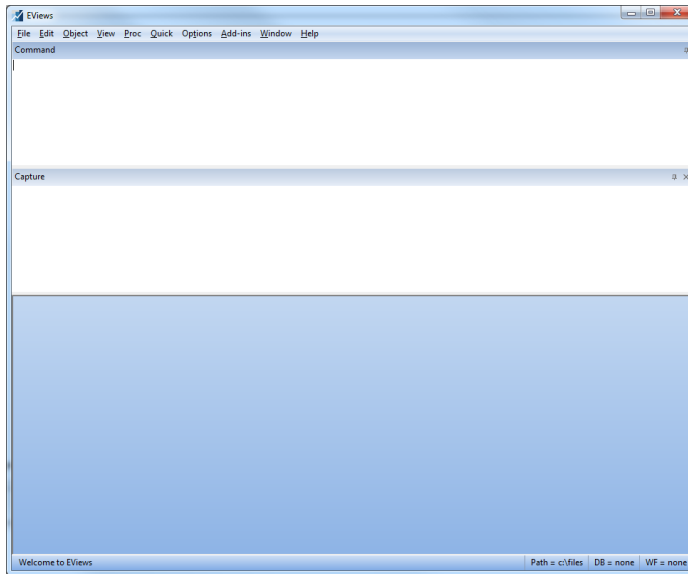 EViews
File Edit Object View Proc Quick Options Add-ins Window Help
Command
Capture
Welcome to EViews Path = c:\files DB = none WF = none